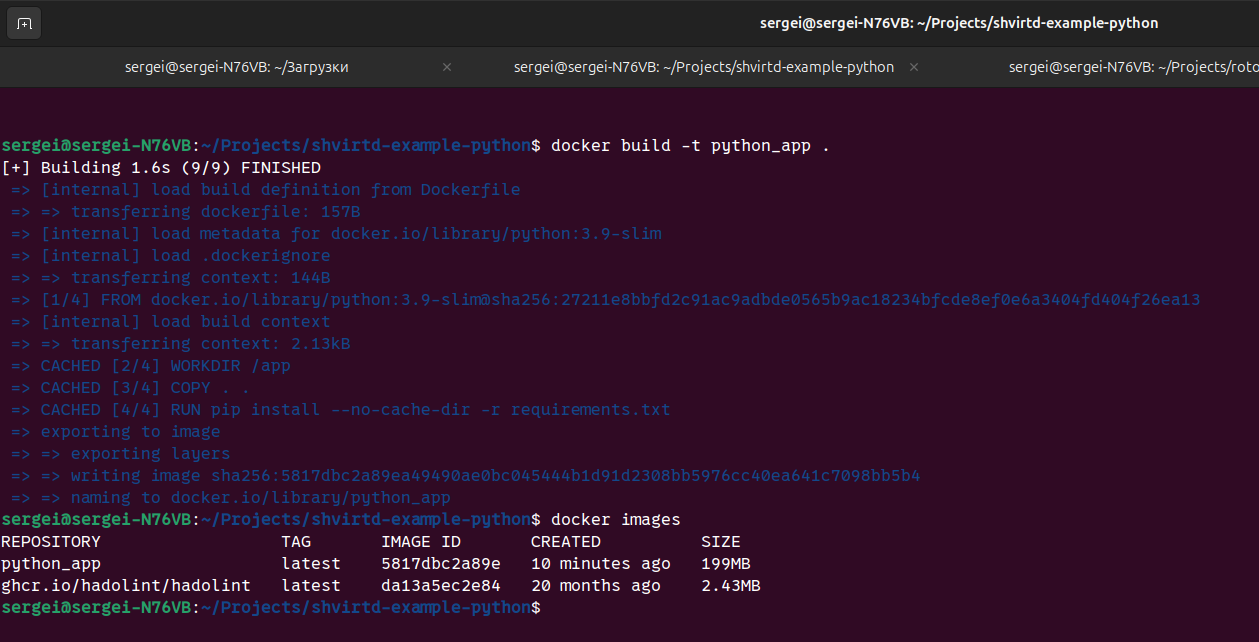 sergei@sergei-N76VB: ~/Projects/shvirtd-example-python
sergei@sergei-N76VB: ~/Загрузки × sergei@sergei-N76VB: ~/Projects/shvirtd-example-python × sergei@sergei-N76VB: ~/Projects/roto
sergei@sergei-N76VB:~/Projects/shvirtd-example-python$ docker build -t python_app .
[+] Building 1.6s (9/9) FINISHED
=> [internal] load build definition from Dockerfile
=> => transferring dockerfile: 157B
=> [internal] load metadata for docker.io/library/python:3.9-slim
=> [internal] load .dockerignore
=> => transferring context: 144B
=> [1/4] FROM docker.io/library/python:3.9-slim@sha256:27211e8bbfd2c91ac9adbde0565b9ac18234bfcde8ef0e6a3404fd404f26ea13
=> [internal] load build context
=> => transferring context: 2.13kB
=> CACHED [2/4] WORKDIR /app
=> CACHED [3/4] COPY . .
=> CACHED [4/4] RUN pip install --no-cache-dir -r requirements.txt
=> exporting to image
=> => exporting layers
=> => writing image sha256:5817dbc2a89ea49490ae0bc045444b1d91d2308bb5976cc40ea641c7098bb5b4
=> => naming to docker.io/library/python_app
sergei@sergei-N76VB:~/Projects/shvirtd-example-python$ docker images
REPOSITORY TAG IMAGE ID CREATED SIZE
python_app latest 5817dbc2a89e 10 minutes ago 199MB
ghcr.io/hadolint/hadolint latest da13a5ec2e84 20 months ago 2.43MB
sergei@sergei-N76VB:~/Projects/shvirtd-example-python$